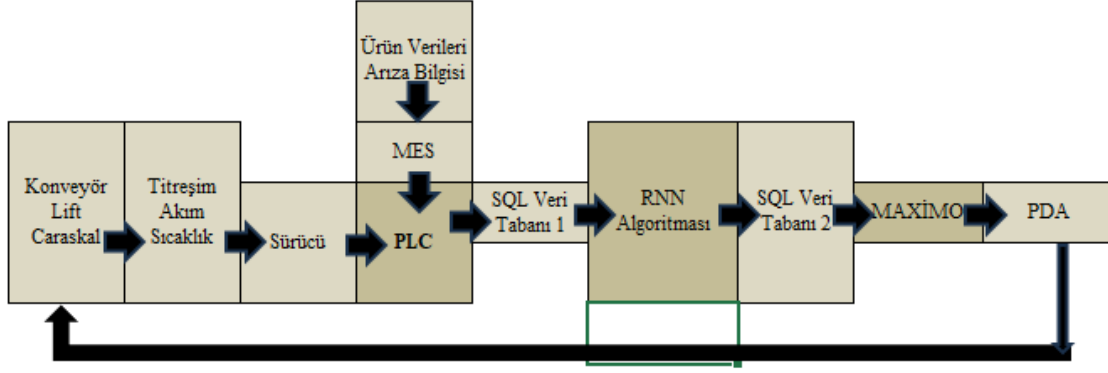 Ürün Verileri
Arıza Bilgisi
MES
Konveyör
Lift
Caraskal
Titreşim
Akım
Sıcaklık
Sürücü
PLC
SQL Veri
Tabanı 1
RNN
Algoritması
SQL Veri
Tabanı 2
MAXİMO
PDA